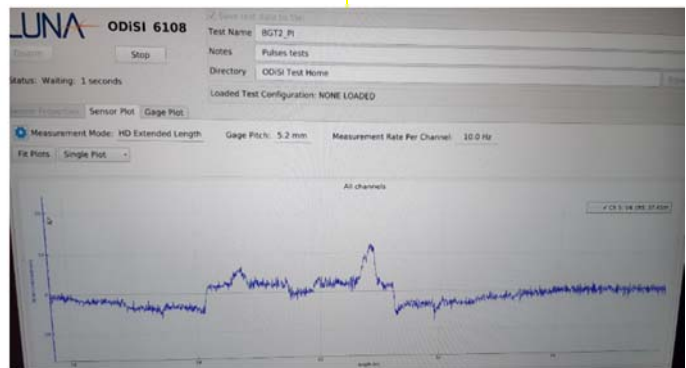 LUNA ODiSI 6108
Save test data to file
Test Name BGT2_PI
Stop
Notes Pulses tests
Directory ODiSI Test Home
Status: Waiting: 1 seconds
Loaded Test Configuration: NONE LOADED
Sensor Plot Gage Plot
Measurement Mode: HD Extended Length Gage Pitch: 5.2 mm Measurement Rate Per Channel: 10.0 Hz
Fit Plots Single Plot
All channels